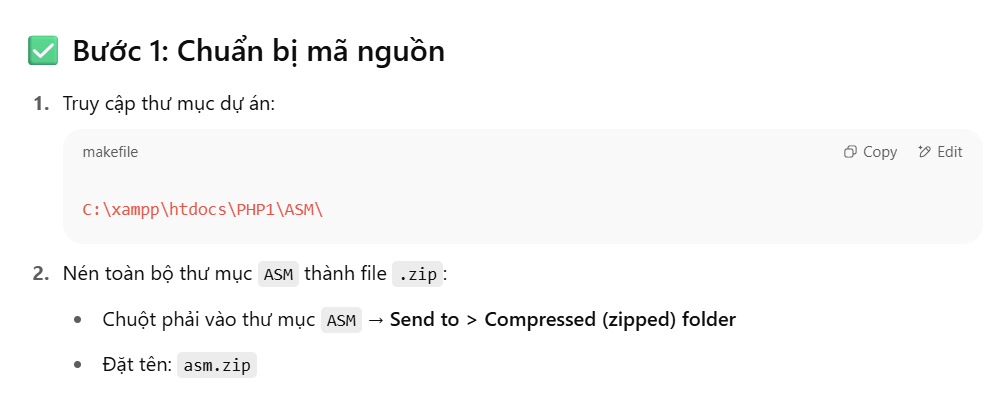 ✅ Bước 1: Chuẩn bị mã nguồn
1. Truy cập thư mục dự án:
makefile Copy Edit
C:\xampp\htdocs\PHP1\ASM\
2. Nén toàn bộ thư mục ASM thành file .zip:
• Chuột phải vào thư mục ASM → Send to > Compressed (zipped) folder
• Đặt tên: asm.zip